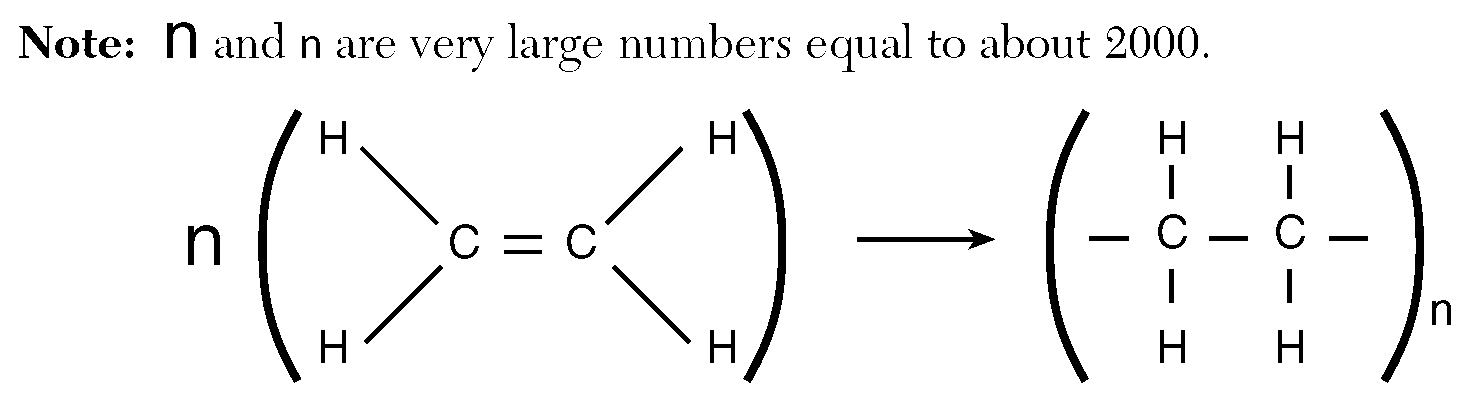 Note: n and n are very large numbers equal to about 2000.
H H H H
n C = C C C
n
H H H H